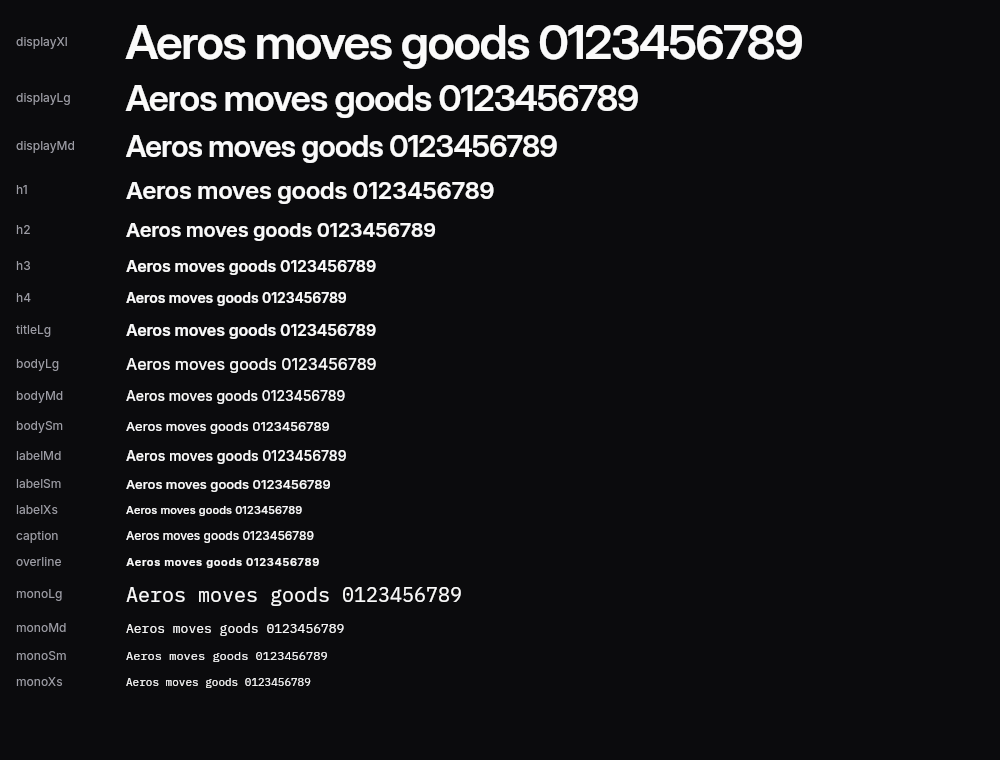 displayXl Aeros moves goods 0123456789
displayLg Aeros moves goods 0123456789
displayMd Aeros moves goods 0123456789
h1 Aeros moves goods 0123456789
h2 Aeros moves goods 0123456789
h3 Aeros moves goods 0123456789
h4 Aeros moves goods 0123456789
titleLg Aeros moves goods 0123456789
bodyLg Aeros moves goods 0123456789
bodyMd Aeros moves goods 0123456789
bodySm Aeros moves goods 0123456789
labelMd Aeros moves goods 0123456789
labelSm Aeros moves goods 0123456789
labelXs Aeros moves goods 0123456789
caption Aeros moves goods 0123456789
overline Aeros moves goods 0123456789
monoLg Aeros moves goods 0123456789
monoMd Aeros moves goods 0123456789
monoSm Aeros moves goods 0123456789
monoXs Aeros moves goods 0123456789